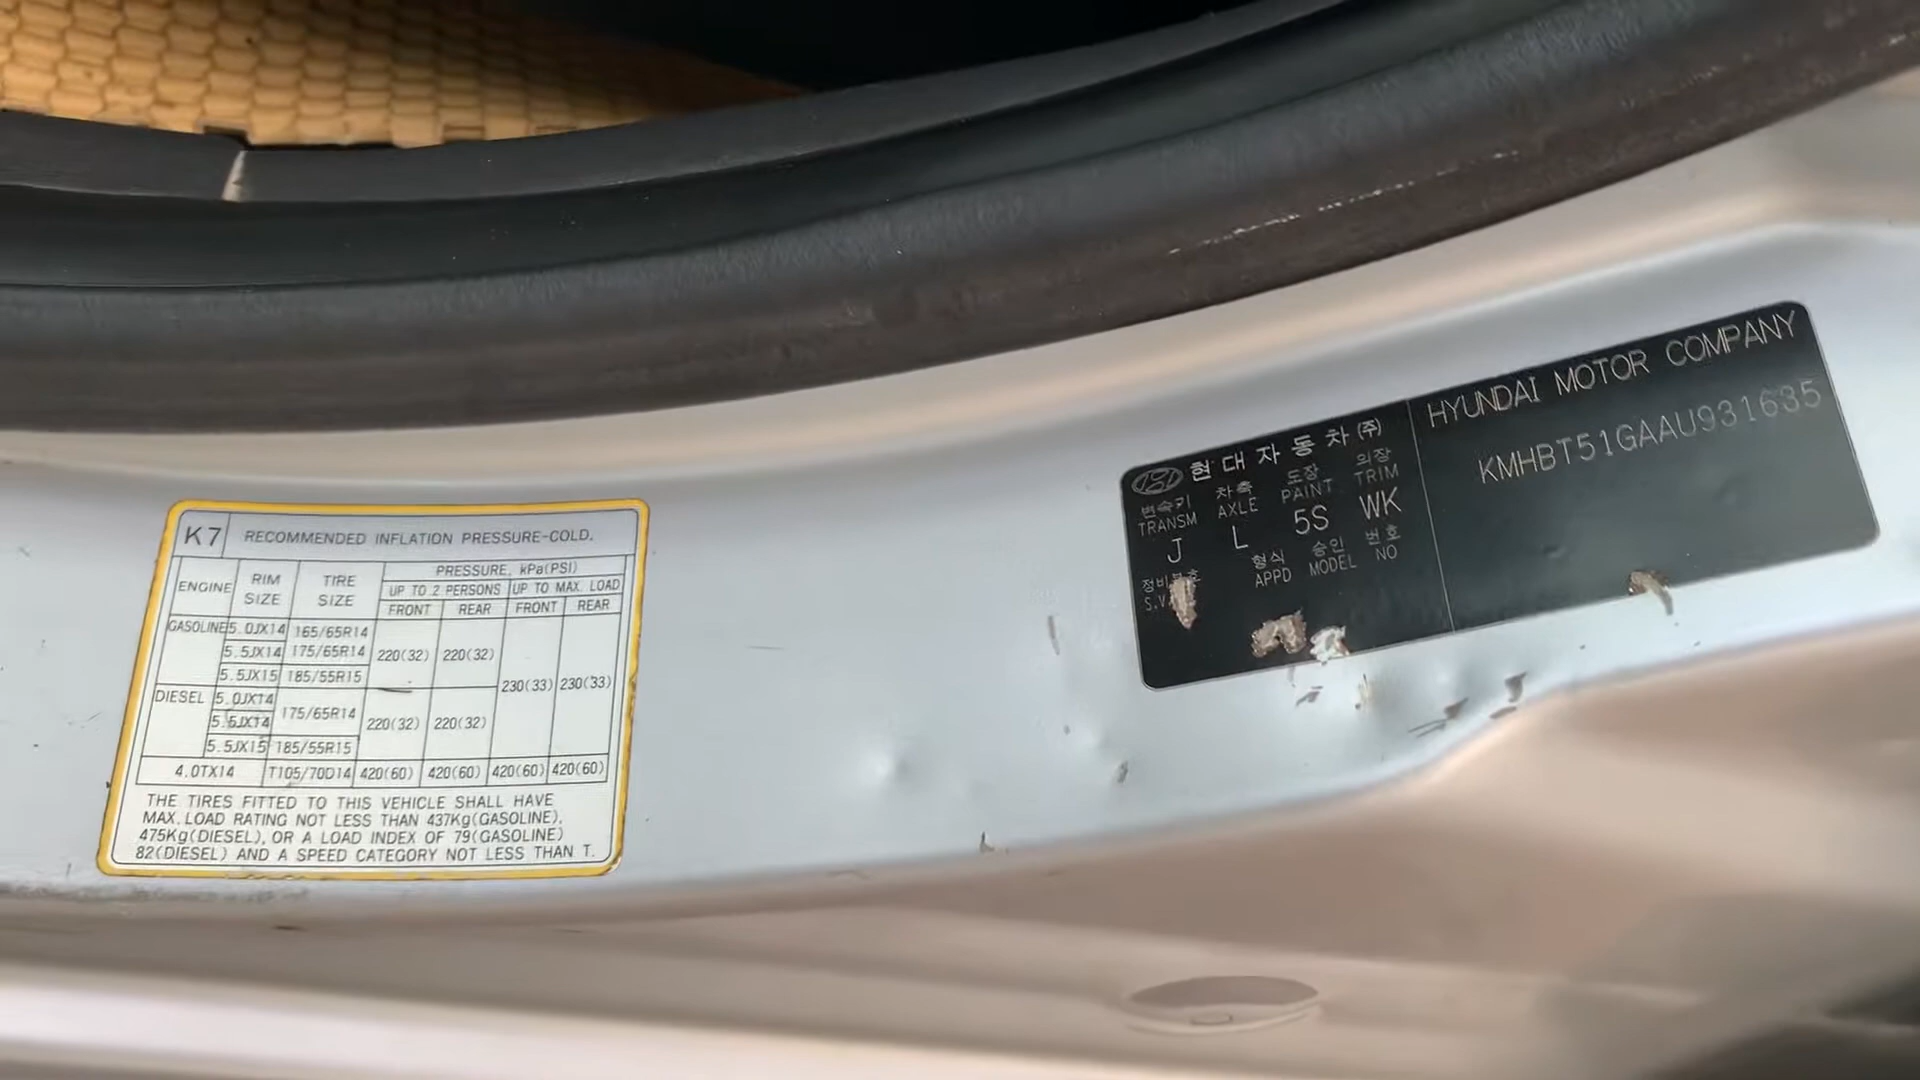 K7 RECOMMENDED INFLATION PRESSURE-COLD.
ENGINE RIM SIZE TIRE SIZE PRESSURE, kPa(PSI)
UP TO 2 PERSONS UP TO MAX. LOAD
FRONT REAR FRONT REAR
GASOLINE 5.0JX14 165/65R14
5.5JX14 175/65R14 220(32) 220(32)
5.5JX15 185/55R15
230(33) 230(33)
DIESEL 5.0JX14
5.5JX14 175/65R14 220(32) 220(32)
5.5JX15 185/55R15
4.0TX14 T105/70D14 420(60) 420(60) 420(60) 420(60)
THE TIRES FITTED TO THIS VEHICLE SHALL HAVE
MAX. LOAD RATING NOT LESS THAN 437Kg(GASOLINE),
475Kg(DIESEL), OR A LOAD INDEX OF 79(GASOLINE)
82(DIESEL) AND A SPEED CATEGORY NOT LESS THAN T.
현대자동차(주)
변속기 차축 도장 의장
TRANSM AXLE PAINT TRIM
J L 5S WK
형식 승인 번호
APPD MODEL NO
HYUNDAI MOTOR COMPANY
KMHBT51GAAU931635